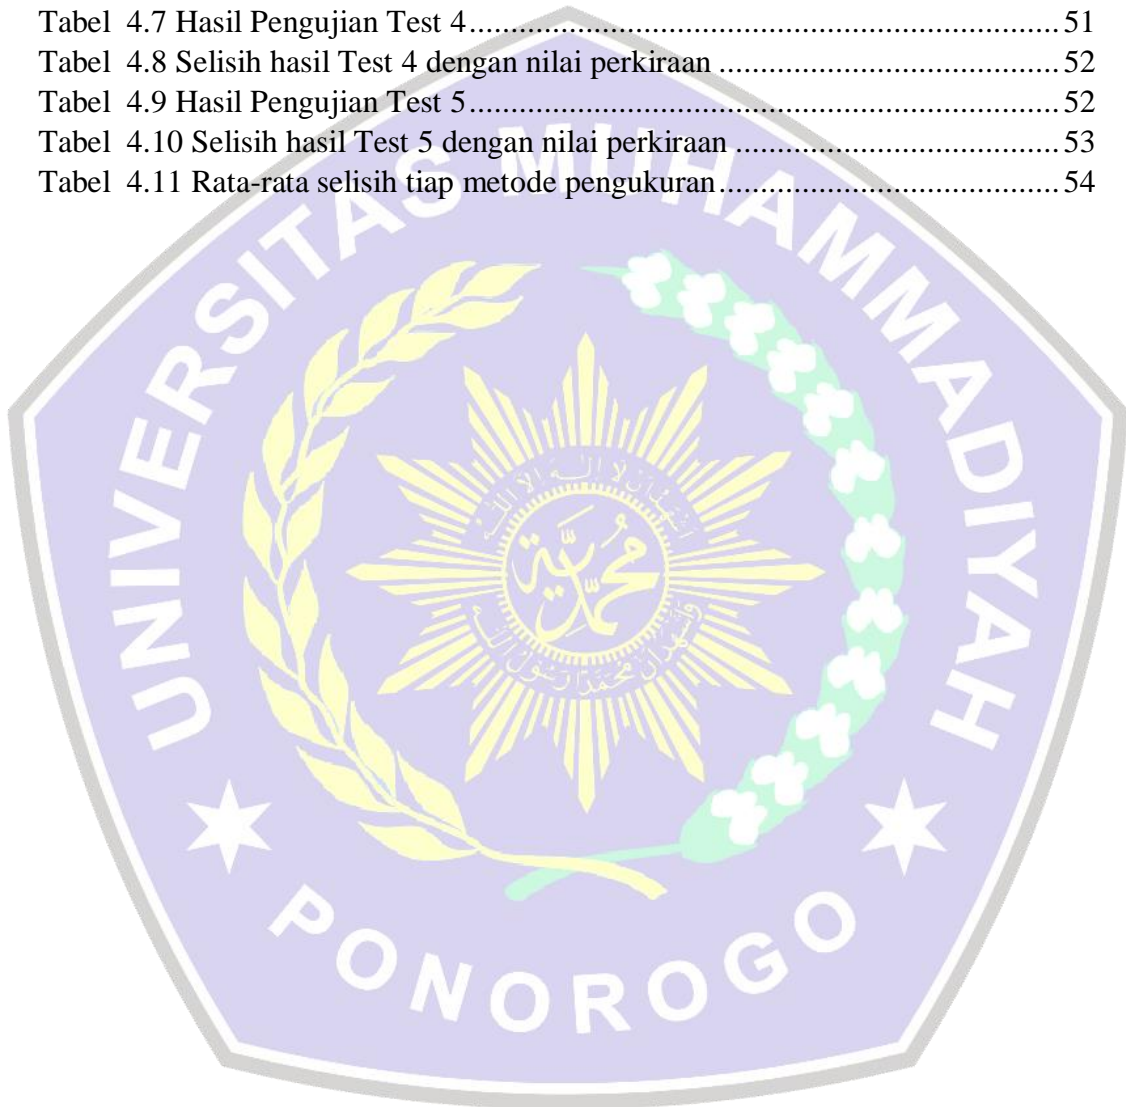 Tabel 4.7 Hasil Pengujian Test 4........................................................................ 51
Tabel 4.8 Selisih hasil Test 4 dengan nilai perkiraan .......................................... 52
Tabel 4.9 Hasil Pengujian Test 5........................................................................ 52
Tabel 4.10 Selisih hasil Test 5 dengan nilai perkiraan ........................................ 53
Tabel 4.11 Rata-rata selisih tiap metode pengukuran.......................................... 54
UNIVERSITAS MUHAMMADIYAH
PONOROGO